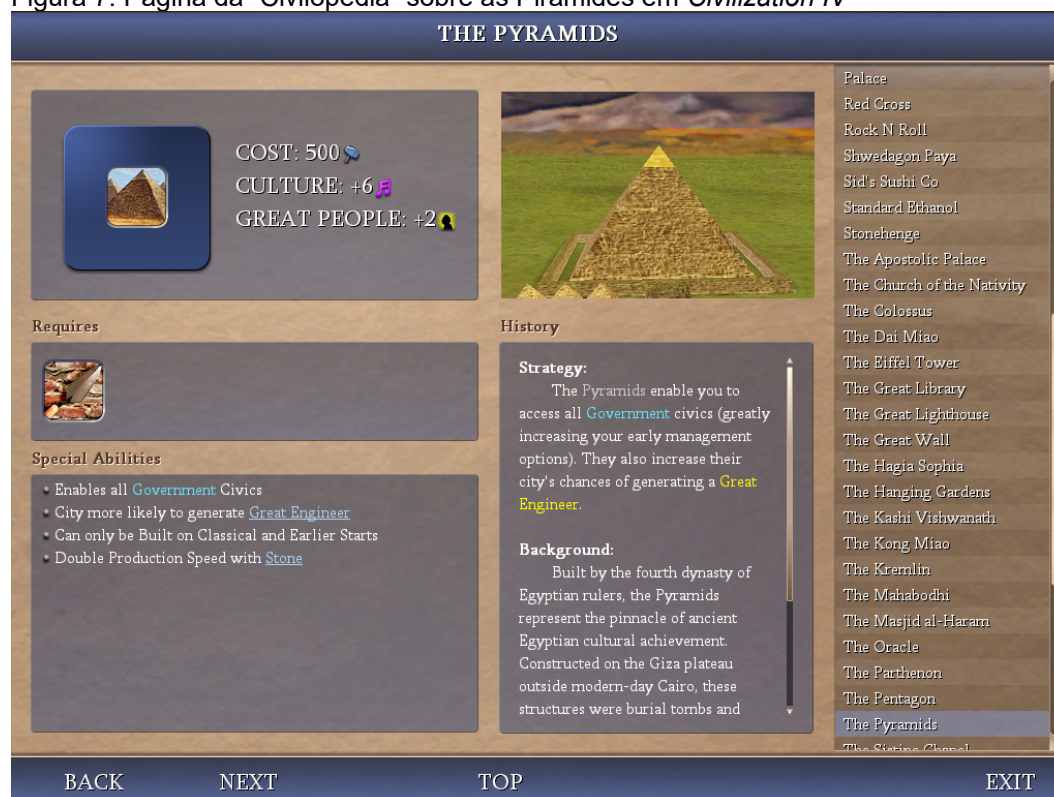 Figura 7: Página da "Civilopedia" sobre as Pirâmides em Civilization IV
THE PYRAMIDS
COST: 500
CULTURE: +6
GREAT PEOPLE: +2
Requires
Special Abilities
Enables all Government Civics
City more likely to generate Great Engineer
Can only be Built on Classical and Earlier Starts
Double Production Speed with Stone
History
Strategy:
The Pyramids enable you to
access all Government civics (greatly
increasing your early management
options). They also increase their
city's chances of generating a Great
Engineer.
Background:
Built by the fourth dynasty of
Egyptian rulers, the Pyramids
represent the pinnacle of ancient
Egyptian cultural achievement.
Constructed on the Giza plateau
outside modern-day Cairo, these
structures were burial tombs and
Palace
Red Cross
Rock N Roll
Shwedagon Paya
Sid's Sushi Co
Standard Ethanol
Stonehenge
The Apostolic Palace
The Church of the Nativity
The Colossus
The Dai Miao
The Eiffel Tower
The Great Library
The Great Lighthouse
The Great Wall
The Hagia Sophia
The Hanging Gardens
The Kashi Vishwanath
The Kong Miao
The Kremlin
The Mahabodhi
The Masjid al-Haram
The Oracle
The Parthenon
The Pentagon
The Pyramids
The Sistine Chapel
BACK
NEXT
TOP
EXIT